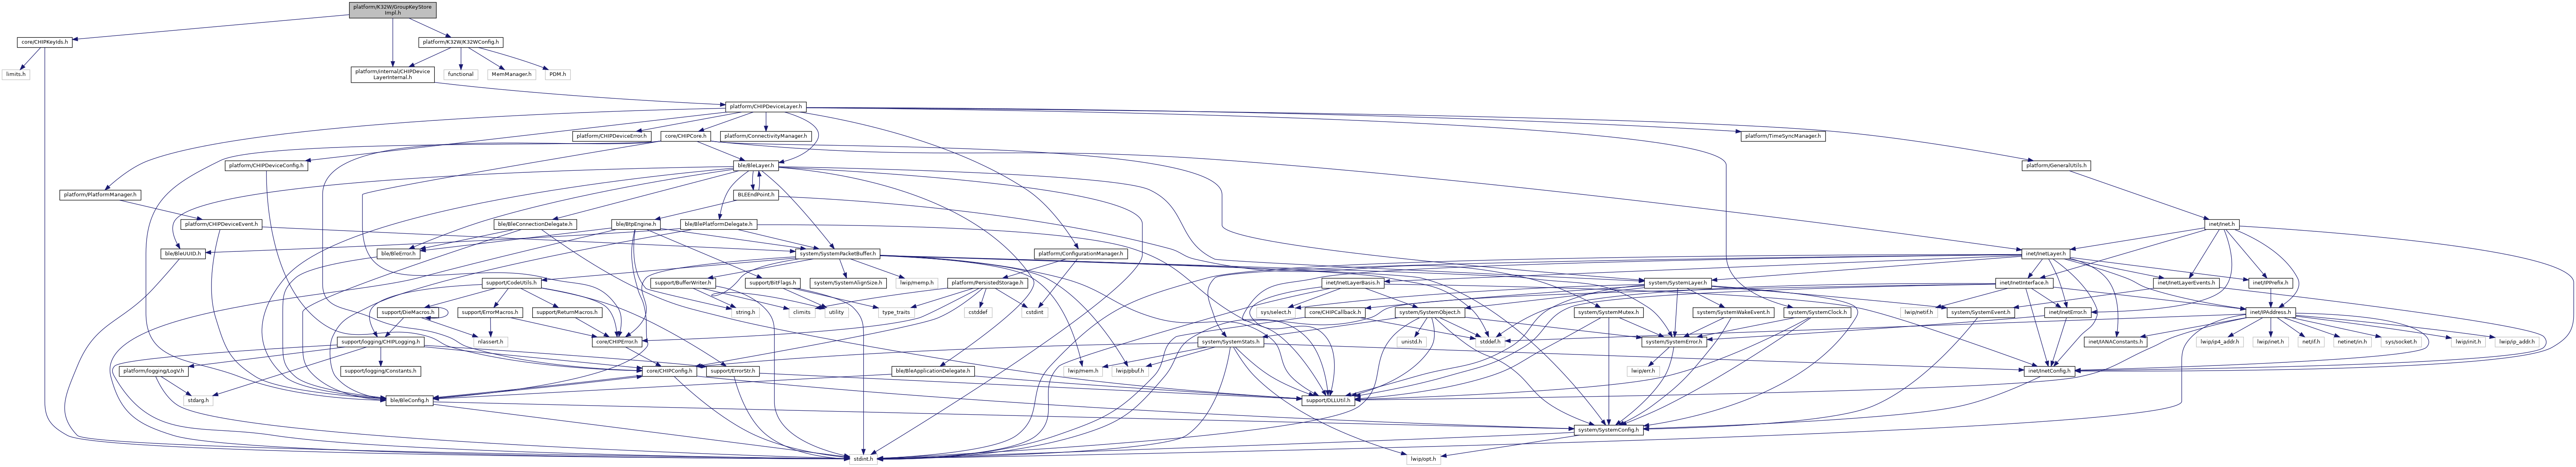 platform/K32W/GroupKeyStore
Impl.h
core/CHIPKeyIds.h
platform/K32W/K32WConfig.h
limits.h
platform/internal/CHIPDevice
LayerInternal.h
functional
MemManager.h
PDM.h
platform/CHIPDeviceLayer.h
platform/CHIPDeviceError.h
core/CHIPCore.h
platform/ConnectivityManager.h
platform/TimeSyncManager.h
platform/CHIPDeviceConfig.h
ble/BleLayer.h
platform/GeneralUtils.h
platform/PlatformManager.h
BLEEndPoint.h
platform/CHIPDeviceEvent.h
ble/BleConnectionDelegate.h
ble/BtpEngine.h
ble/BlePlatformDelegate.h
inet/Inet.h
ble/BleUUID.h
ble/BleError.h
system/SystemPacketBuffer.h
platform/ConfigurationManager.h
inet/InetLayer.h
support/CodeUtils.h
support/BufferWriter.h
support/BitFlags.h
system/SystemAlignSize.h
lwip/memp.h
platform/PersistedStorage.h
inet/InetLayerBasis.h
system/SystemLayer.h
inet/InetInterface.h
inet/InetLayerEvents.h
inet/IPPrefix.h
support/DieMacros.h
support/ErrorMacros.h
support/ReturnMacros.h
string.h
climits
utility
type_traits
cstddef
cstdint
sys/select.h
core/CHIPCallback.h
system/SystemObject.h
system/SystemMutex.h
system/SystemWakeEvent.h
system/SystemClock.h
lwip/netif.h
system/SystemEvent.h
inet/InetError.h
inet/IPAddress.h
support/logging/CHIPLogging.h
nlassert.h
core/CHIPError.h
system/SystemStats.h
unistd.h
stddef.h
system/SystemError.h
inet/IANAConstants.h
lwip/ip4_addr.h
lwip/inet.h
net/if.h
netinet/in.h
sys/socket.h
lwip/init.h
lwip/ip_addr.h
platform/logging/LogV.h
support/logging/Constants.h
core/CHIPConfig.h
support/ErrorStr.h
ble/BleApplicationDelegate.h
lwip/mem.h
lwip/pbuf.h
lwip/err.h
inet/InetConfig.h
stdarg.h
ble/BleConfig.h
support/DLLUtil.h
system/SystemConfig.h
stdint.h
lwip/opt.h